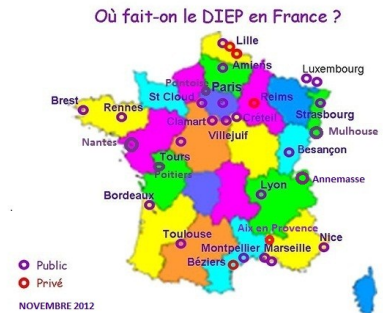 Où fait-on le DIEP en France ?
Lille
Amiens
Luxembourg
Pontoise
Paris
St Cloud
Reims
Brest
Rennes
Créteil
Strasbourg
Clamart
Villejuif
Mulhouse
Nantes
Besançon
Tours
Poitiers
Annemasse
Lyon
Bordeaux
Aix en Provence
Toulouse
Nice
Montpellier Marseille
Béziers
Public
Privé
NOVEMBRE 2012